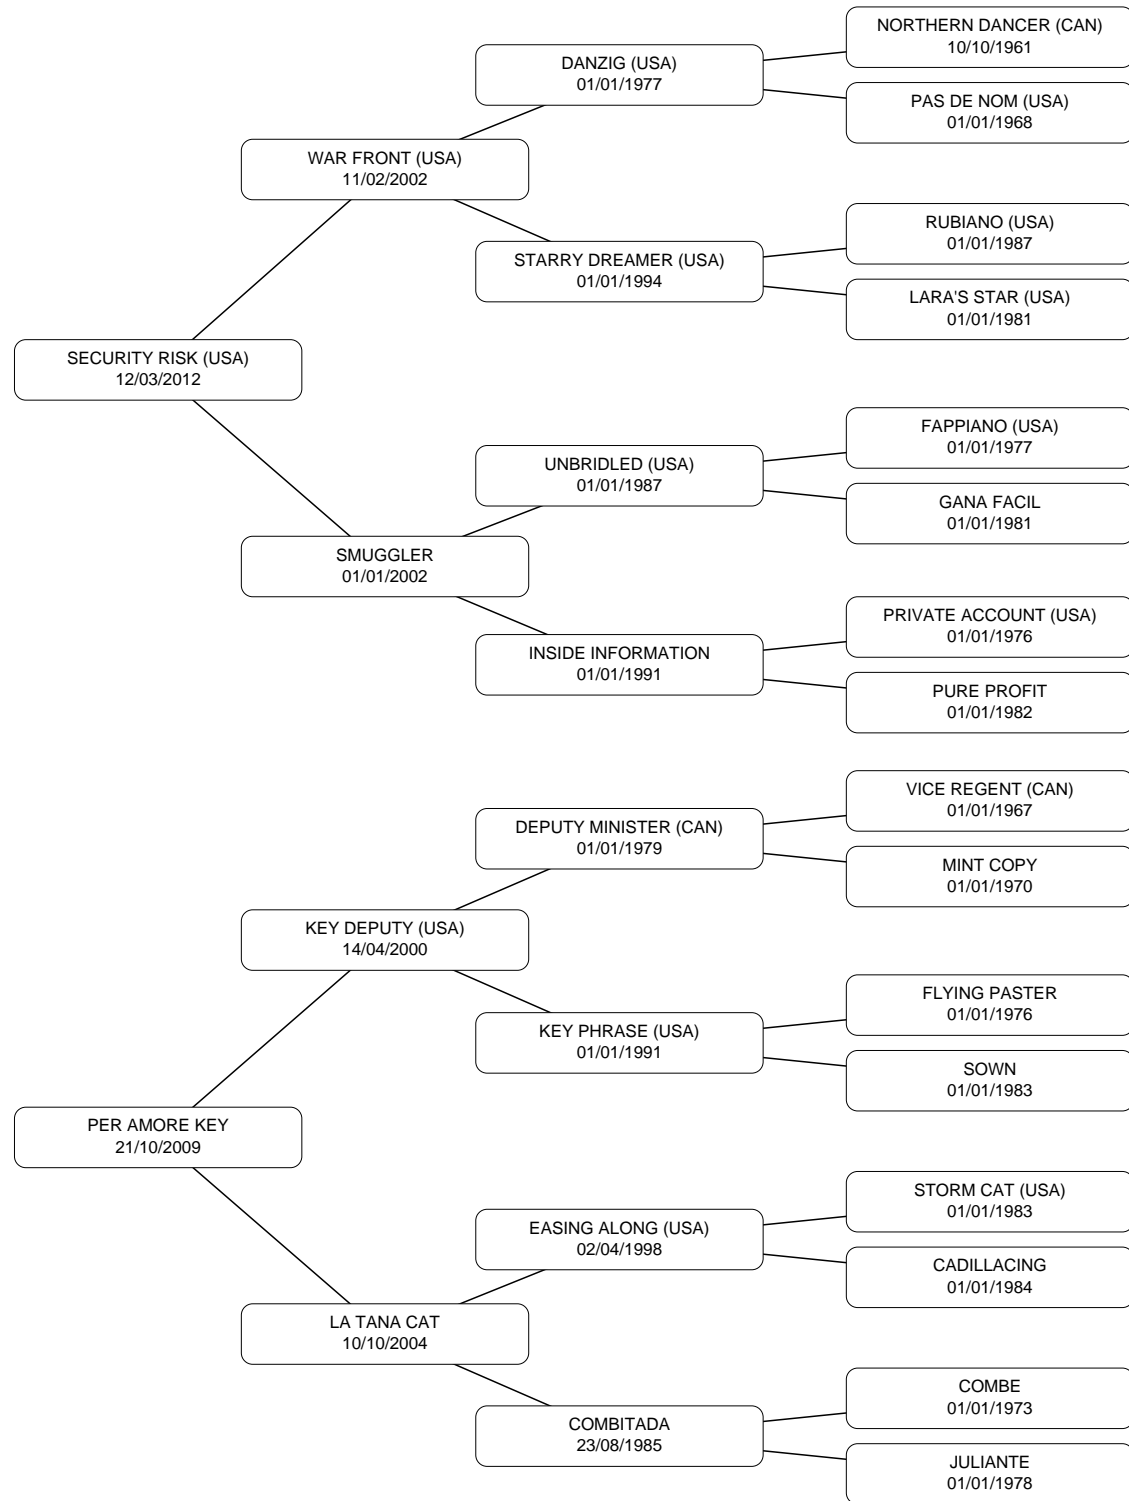 NORTHERN DANCER (CAN)
10/10/1961
DANZIG (USA)
01/01/1977
PAS DE NOM (USA)
01/01/1968
WAR FRONT (USA)
11/02/2002
RUBIANO (USA)
01/01/1987
STARRY DREAMER (USA)
01/01/1994
LARA'S STAR (USA)
01/01/1981
SECURITY RISK (USA)
12/03/2012
FAPPIANO (USA)
01/01/1977
UNBRIDLED (USA)
01/01/1987
GANA FACIL
01/01/1981
SMUGGLER
01/01/2002
PRIVATE ACCOUNT (USA)
01/01/1976
INSIDE INFORMATION
01/01/1991
PURE PROFIT
01/01/1982
VICE REGENT (CAN)
01/01/1967
DEPUTY MINISTER (CAN)
01/01/1979
MINT COPY
01/01/1970
KEY DEPUTY (USA)
14/04/2000
FLYING PASTER
01/01/1976
KEY PHRASE (USA)
01/01/1991
SOWN
01/01/1983
PER AMORE KEY
21/10/2009
STORM CAT (USA)
01/01/1983
EASING ALONG (USA)
02/04/1998
CADILLACING
01/01/1984
LA TANA CAT
10/10/2004
COMBE
01/01/1973
COMBITADA
23/08/1985
JULIANTE
01/01/1978